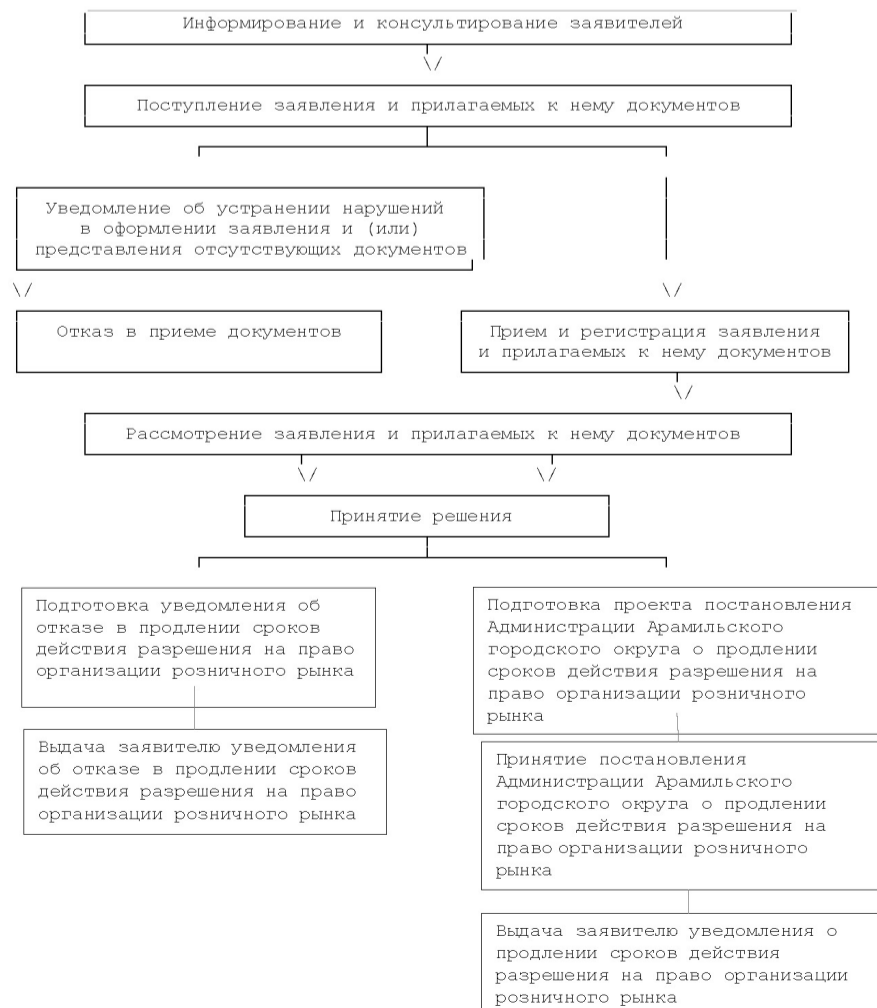 Информирование и консультирование заявителей
\/
Поступление заявления и прилагаемых к нему документов
Уведомление об устранении нарушений
в оформлении заявления и (или)
представления отсутствующих документов
\/ \/
Отказ в приеме документов
Прием и регистрация заявления
и прилагаемых к нему документов
\/
Рассмотрение заявления и прилагаемых к нему документов
\/ \/
Принятие решения
Подготовка уведомления об
отказе в продлении сроков
действия разрешения на право
организации розничного рынка
Выдача заявителю уведомления
об отказе в продлении сроков
действия разрешения на право
организации розничного рынка
Подготовка проекта постановления
Администрации Арамильского
городского округа о продлении
сроков действия разрешения на
право организации розничного
рынка
Принятие постановления
Администрации Арамильского
городского округа о продлении
сроков действия разрешения на
право организации розничного
рынка
Выдача заявителю уведомления о
продлении сроков действия
разрешения на право организации
розничного рынка